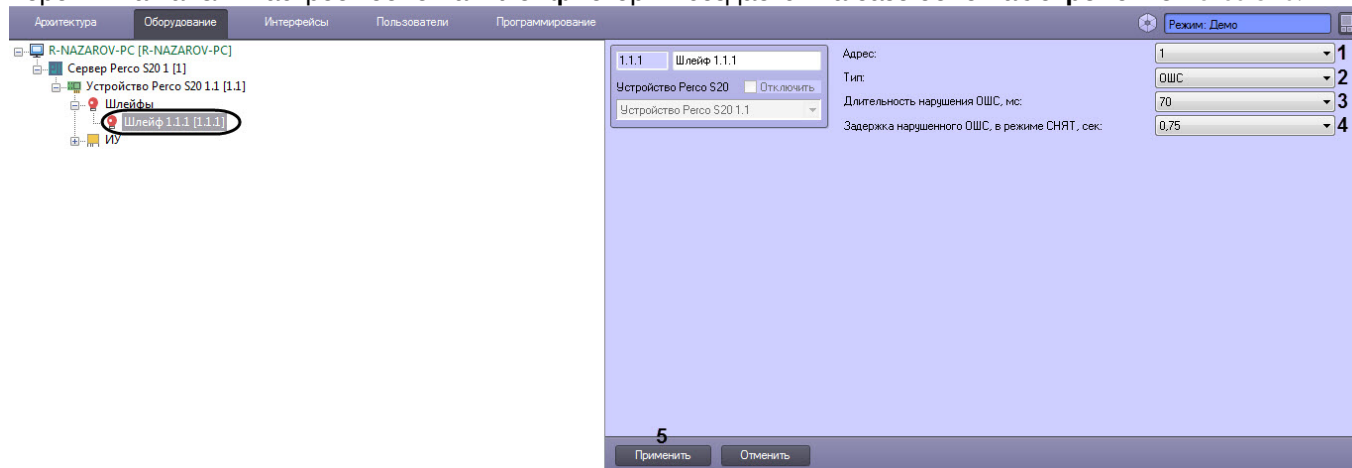 Архитектура Оборудование Интерфейсы Пользователи Программирование Режим: Демо
R-NAZAROV-PC [R-NAZAROV-PC]
Сервер Perco S20 1 [1]
Устройство Perco S20 1.1 [1.1]
Шлейфы
Шлейф 1.1.1 [1.1.1]
ИУ
1.1.1 Шлейф 1.1.1
Устройство Perco S20 Отключить
Устройство Perco S20 1.1
Адрес: 1 1
Тип: ОШС 2
Длительность нарушения ОШС, мс: 70 3
Задержка нарушенного ОШС, в режиме СНЯТ, сек: 0,75 4
5
Применить Отменить